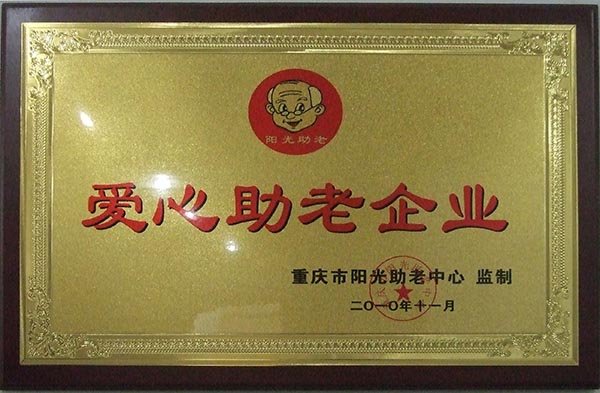 阳光助老
爱心助老企业
重庆市阳光助老中心 监制
二〇一〇年十一月